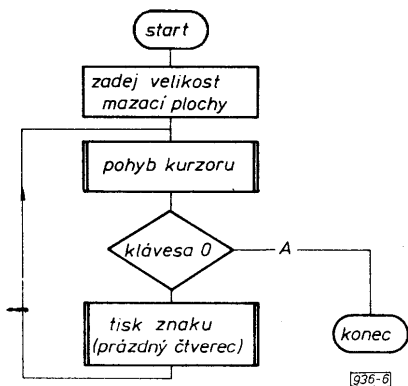 start
zadej velikost
mazací plochy
pohyb kurzoru
klávesa 0
A
tisk znaku
(prázdný čtverec)
konec
936-6